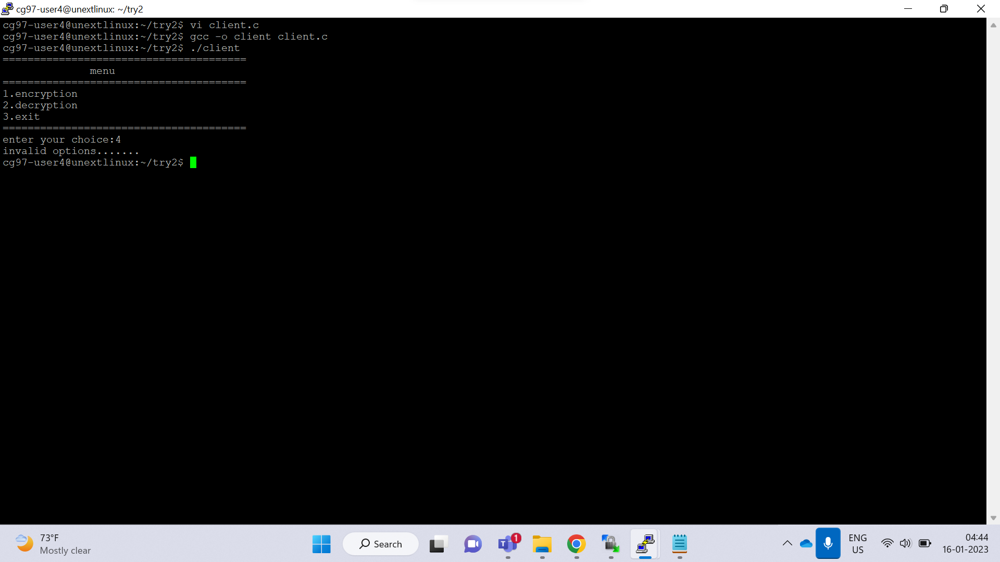 cg97-user4@unextlinux: ~/try2
cg97-user4@unextlinux:~/try2$ vi client.c
cg97-user4@unextlinux:~/try2$ gcc -o client client.c
cg97-user4@unextlinux:~/try2$ ./client
=======================================
menu
=======================================
1.encryption
2.decryption
3.exit
=======================================
enter your choice:4
invalid options.......
cg97-user4@unextlinux:~/try2$
73°F
Mostly clear
Search
T
1
ENG
US
04:44
16-01-2023